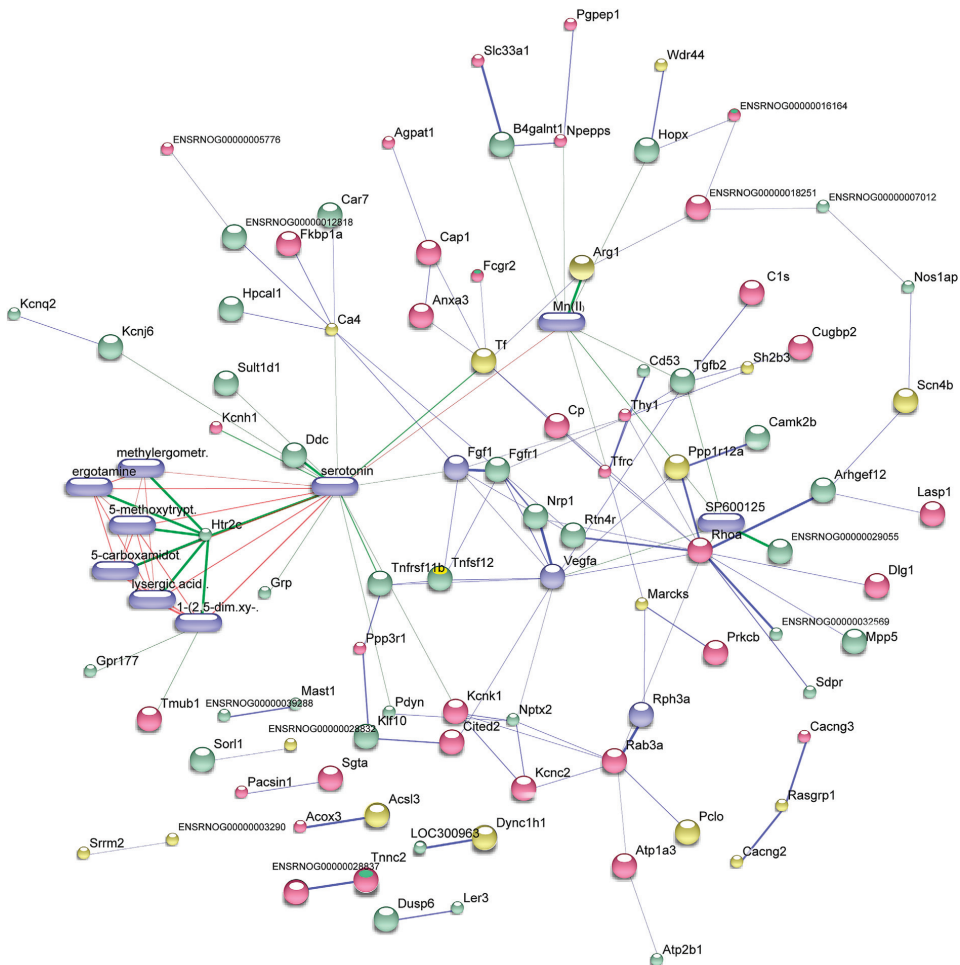 Pgpep1
Slc33a1
Wdr44
ENSRNOG00000016164
Agpat1
B4galnt1
Npepps
Hopx
ENSRNOG00000005776
Car7
ENSRNOG00000018251
ENSRNOG00000007012
ENSRNOG00000012818
Fkbp1a
Cap1
Arg1
Fcgr2
C1s
Nos1ap
Hpcal1
Anxa3
Mn(II)
Kcnq2
Ca4
Kcnj6
Tf
Cugbp2
Cd53
Tgfb2
Sh2b3
Sult1d1
Scn4b
Kcnh1
Cp
Thy1
Camk2b
Ddc
Ppp1r12a
methylergometr.
ergotamine
serotonin
Fgf1
Fgfr1
Tfrc
Arhgef12
5-methoxytrypt.
Htr2c
Nrp1
SP600125
Lasp1
Rtn4r
Rhoa
ENSRNOG00000029055
5-carboxamidot
lysergic acid.
Grp
Tnfrsf11b
Tnfsf12
Vegfa
Dlg1
1-(2,5-dim.xy-.
Marcks
ENSRNOG00000032569
Ppp3r1
Prkcb
Mpp5
Gpr177
Sdpr
Tmub1
ENSRNOG00000039288
Mast1
Pdyn
Kcnk1
Nptx2
Rph3a
ENSRNOG00000028832
Klf10
Cited2
Cacng3
Sorl1
Rab3a
Sgta
Pacsin1
Kcnc2
Rasgrp1
Acsl3
Acox3
Pclo
Dync1h1
LOC300963
ENSRNOG00000003290
Srrm2
Cacng2
Atp1a3
ENSRNOG00000028837
Tnnc2
Dusp6
Ler3
Atp2b1